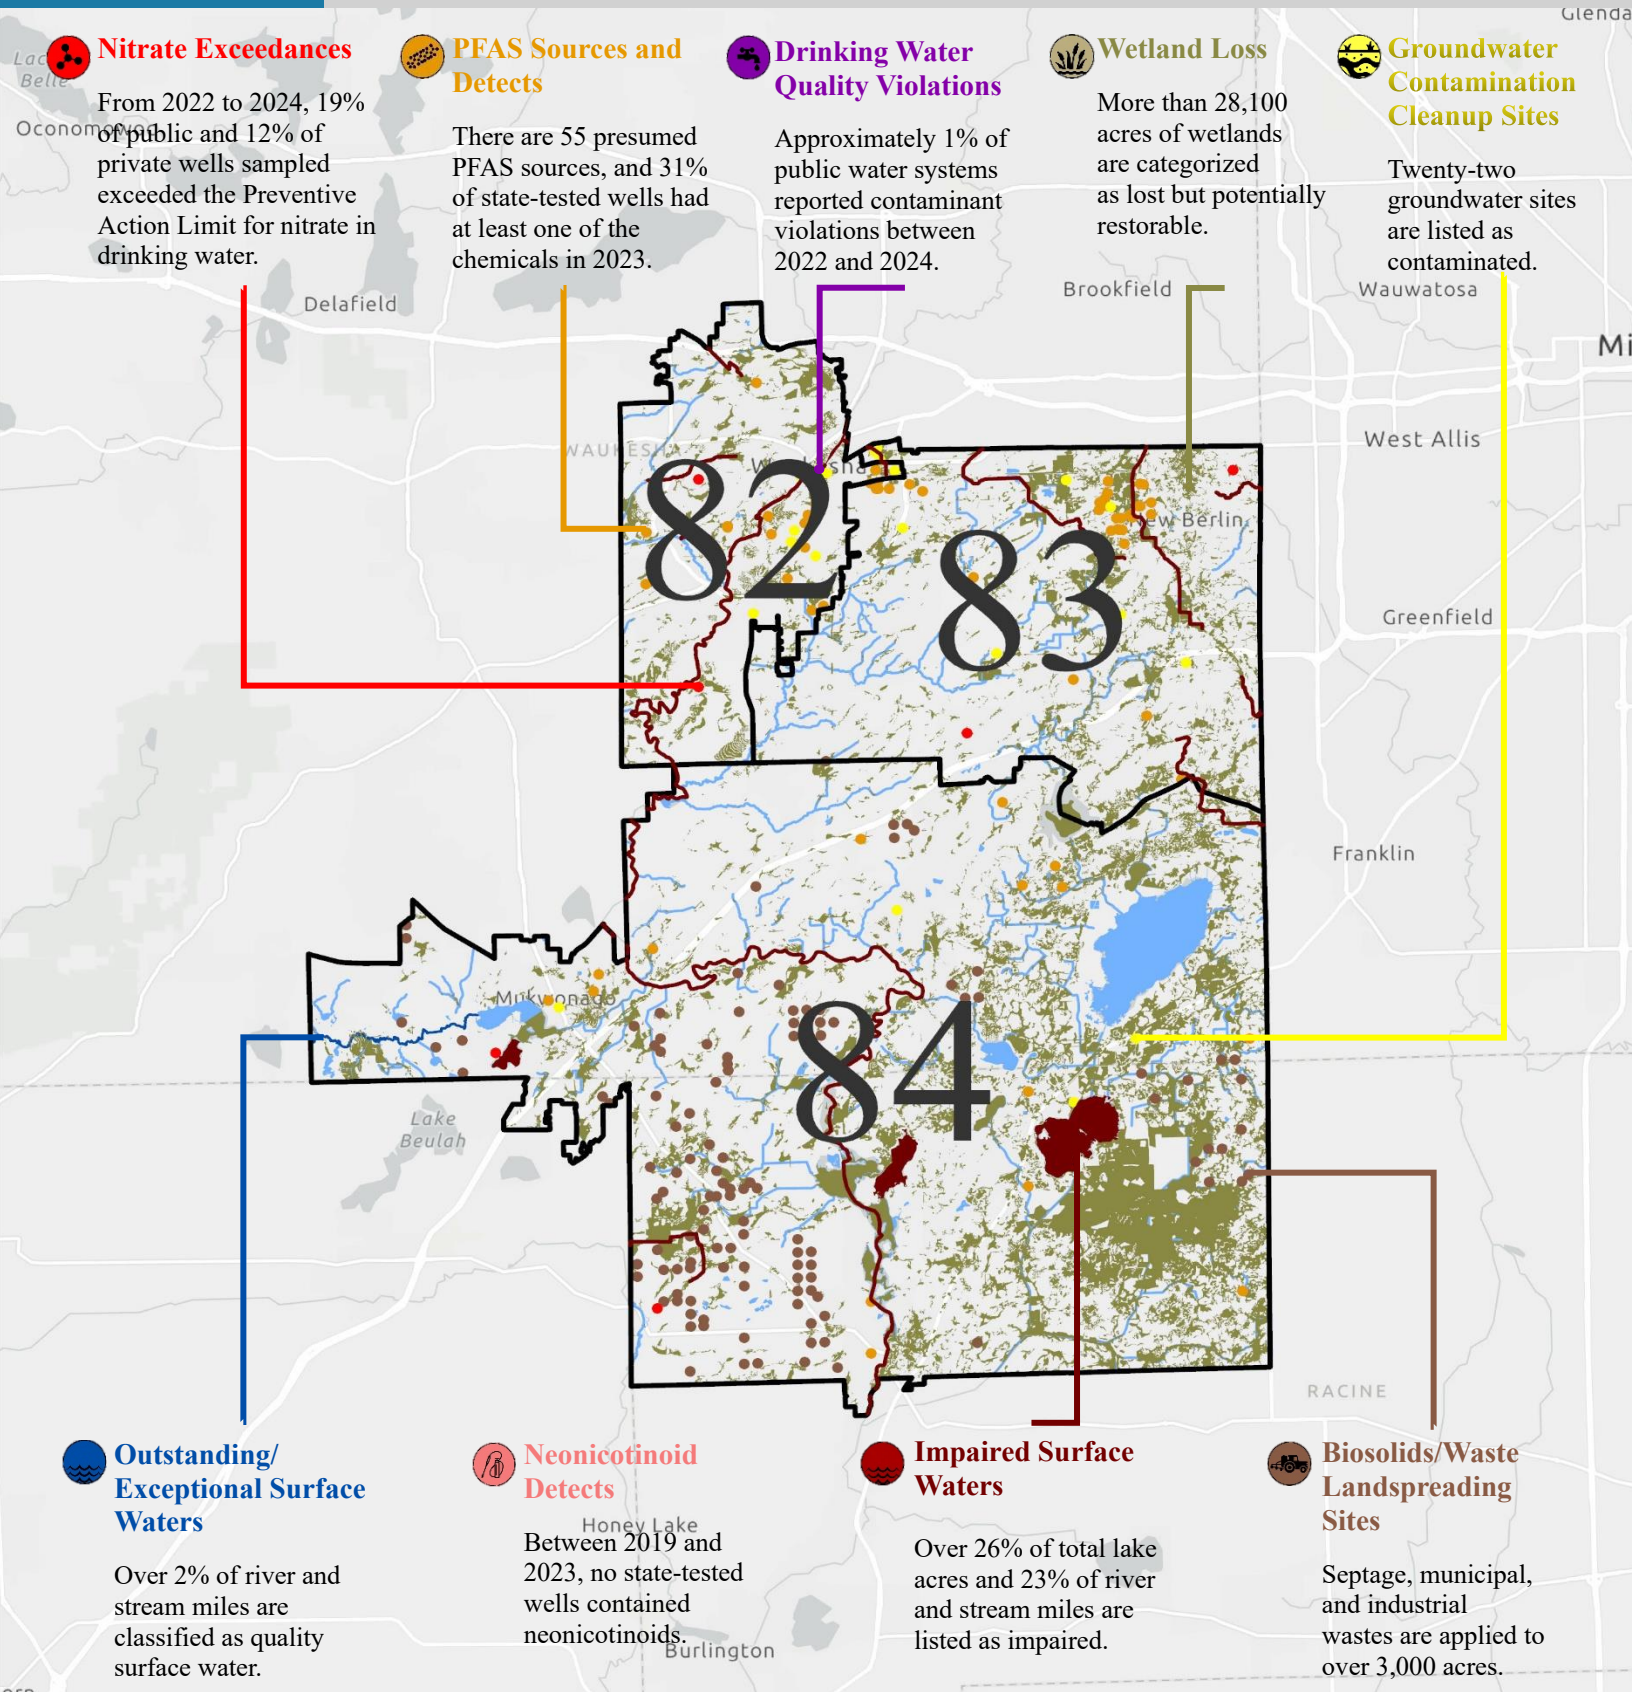 Glenda
Nitrate Exceedances
From 2022 to 2024, 19%
of public and 12% of
private wells sampled
exceeded the Preventive
Action Limit for nitrate in
drinking water.
PFAS Sources and
Detects
There are 55 presumed
PFAS sources, and 31%
of state-tested wells had
at least one of the
chemicals in 2023.
Drinking Water
Quality Violations
Approximately 1% of
public water systems
reported contaminant
violations between
2022 and 2024.
Wetland Loss
More than 28,100
acres of wetlands
are categorized
as lost but potentially
restorable.
Groundwater
Contamination
Cleanup Sites
Twenty-two
groundwater sites
are listed as
contaminated.
Lac
Belle
Delafield
Brookfield
Wauwatosa
Mi
West Allis
82
83
New Berlin
Greenfield
Franklin
Mukwonago
84
Lake
Beulah
RACINE
Outstanding/
Exceptional Surface
Waters
Over 2% of river and
stream miles are
classified as quality
surface water.
Neonicotinoid
Detects
Honey Lake
Between 2019 and
2023, no state-tested
wells contained
neonicotinoids.
Burlington
Impaired Surface
Waters
Over 26% of total lake
acres and 23% of river
and stream miles are
listed as impaired.
Biosolids/Waste
Landspreading
Sites
Septage, municipal,
and industrial
wastes are applied to
over 3,000 acres.